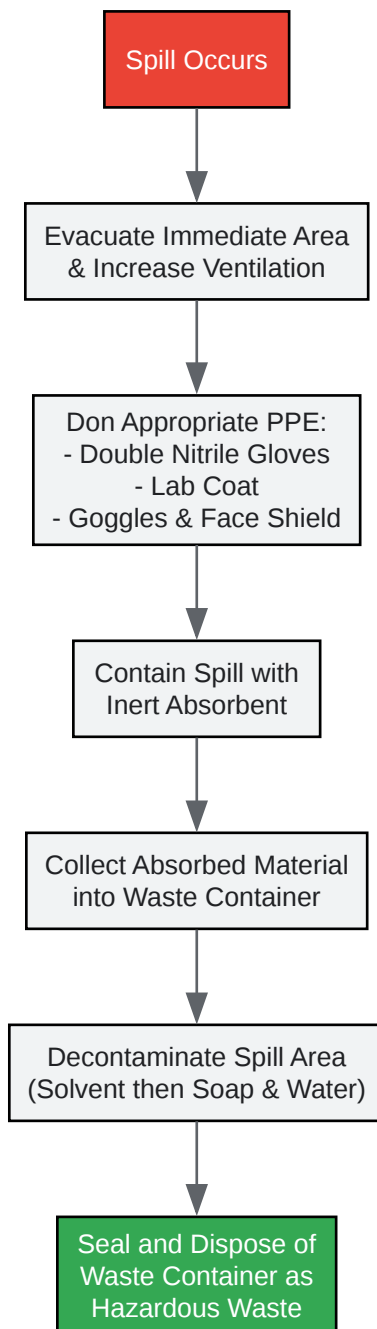 Spill Occurs
Evacuate Immediate Area
& Increase Ventilation
Don Appropriate PPE:
- Double Nitrile Gloves
- Lab Coat
- Goggles & Face Shield
Contain Spill with
Inert Absorbent
Collect Absorbed Material
into Waste Container
Decontaminate Spill Area
(Solvent then Soap & Water)
Seal and Dispose of
Waste Container as
Hazardous Waste